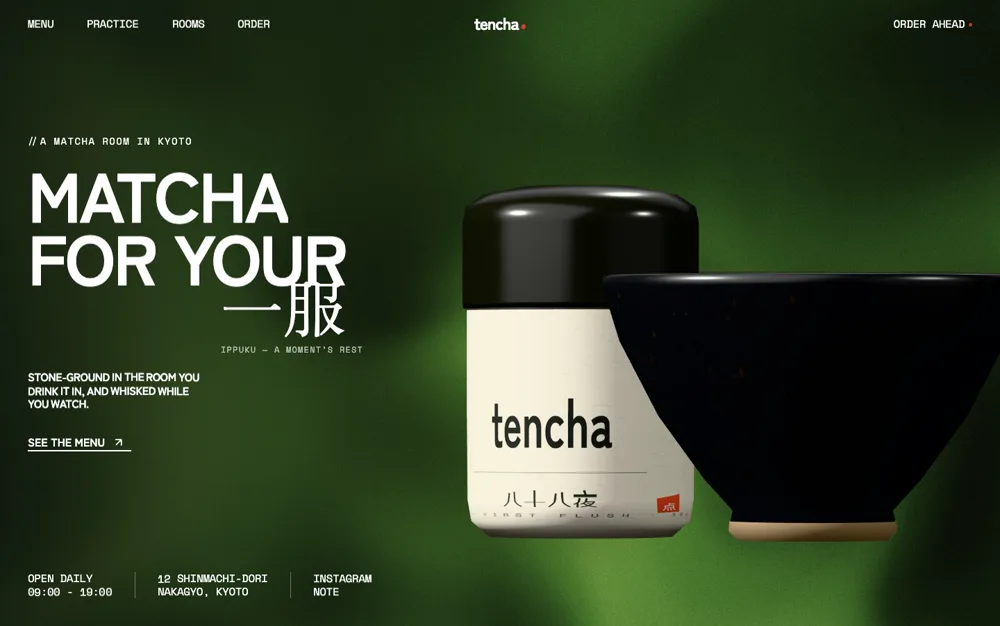 MENU
PRACTICE
ROOMS
ORDER
tencha.
ORDER AHEAD
//A MATCHA ROOM IN KYOTO
MATCHA
FOR YOUR
一服
IPPUKU — A MOMENT'S REST
STONE-GROUND IN THE ROOM YOU
DRINK IT IN, AND WHISKED WHILE
YOU WATCH.
SEE THE MENU
tencha
八十八夜
点
FIRST FLUSH
OPEN DAILY
09:00 - 19:00
12 SHINMACHI-DORI
NAKAGYO, KYOTO
INSTAGRAM
NOTE